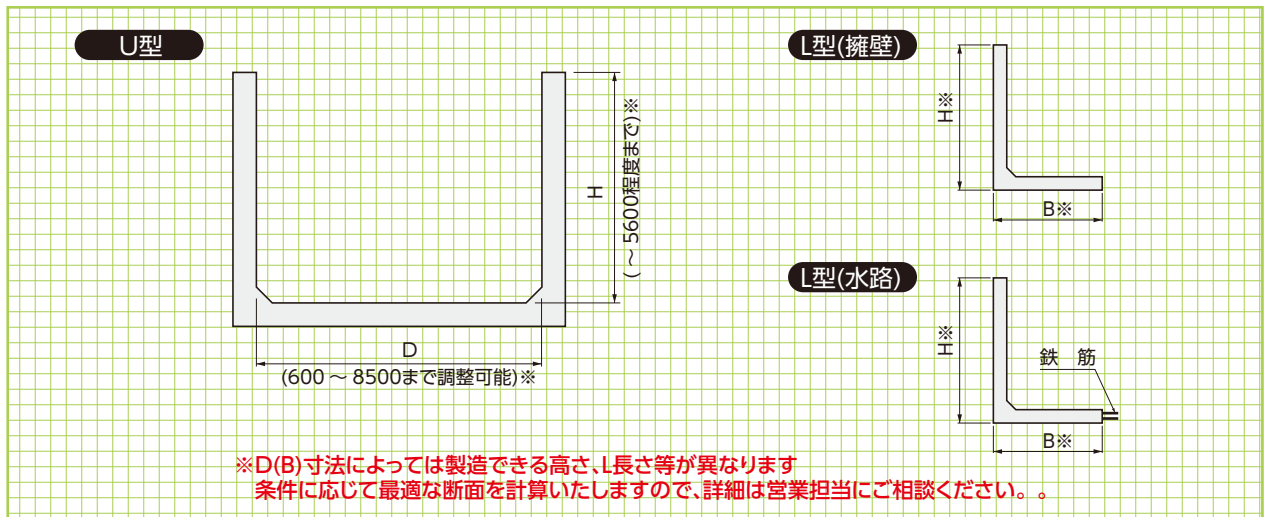 U型
H
(～5600程度まで)※
D
(600～8500まで調整可能)※
L型(擁壁)
H※
B※
L型(水路)
H※
鉄　筋
B※
※D(B)寸法によっては製造できる高さ、L長さ等が異なります
条件に応じて最適な断面を計算いたしますので、詳細は営業担当にご相談ください。。